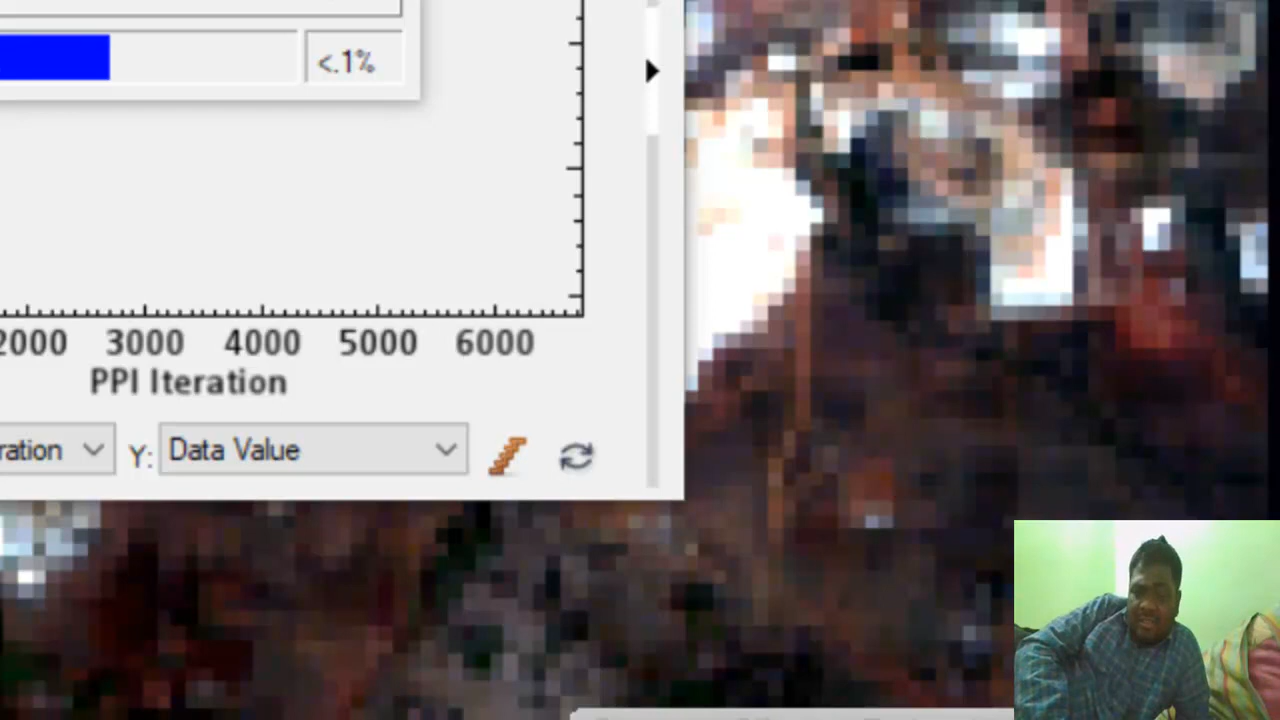 <.1%
2000 3000 4000 5000 6000
PPI Iteration
ration Y: Data Value